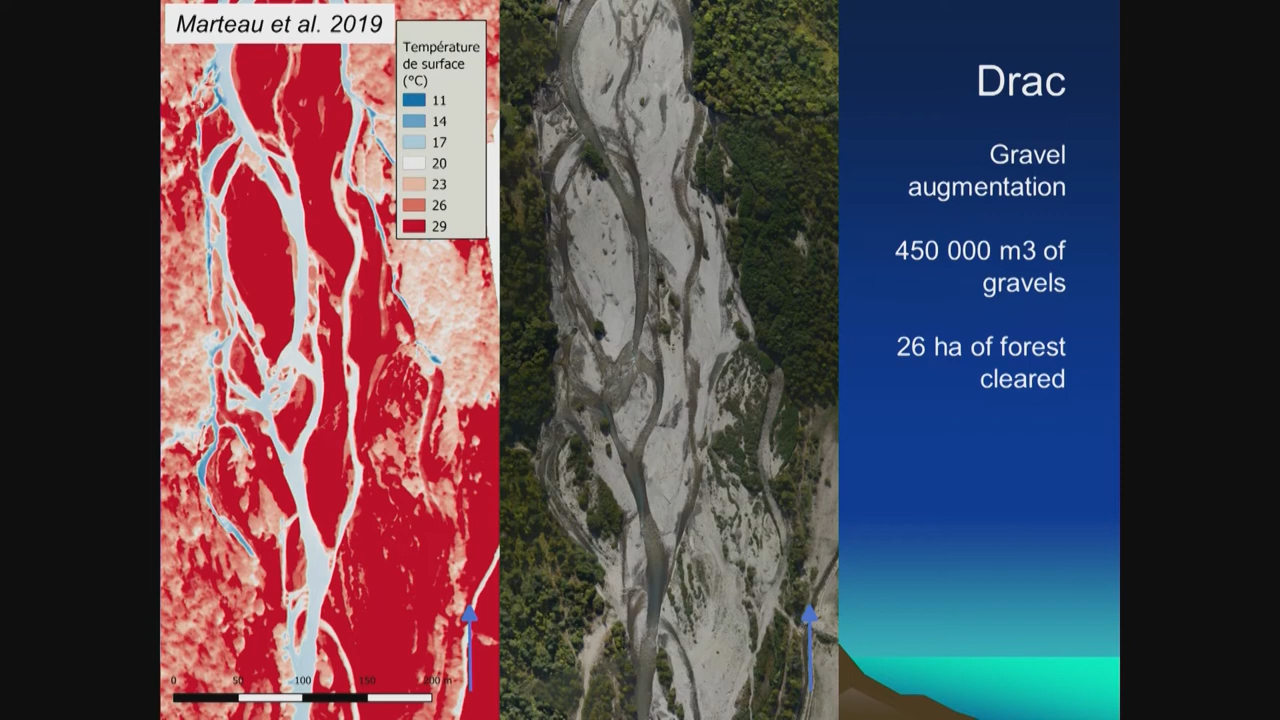 Marteau et al. 2019
Température
de surface
(°C)
11
14
17
20
23
26
29
0 50 100 150 200 m
Drac
Gravel
augmentation
450 000 m3 of
gravels
26 ha of forest
cleared